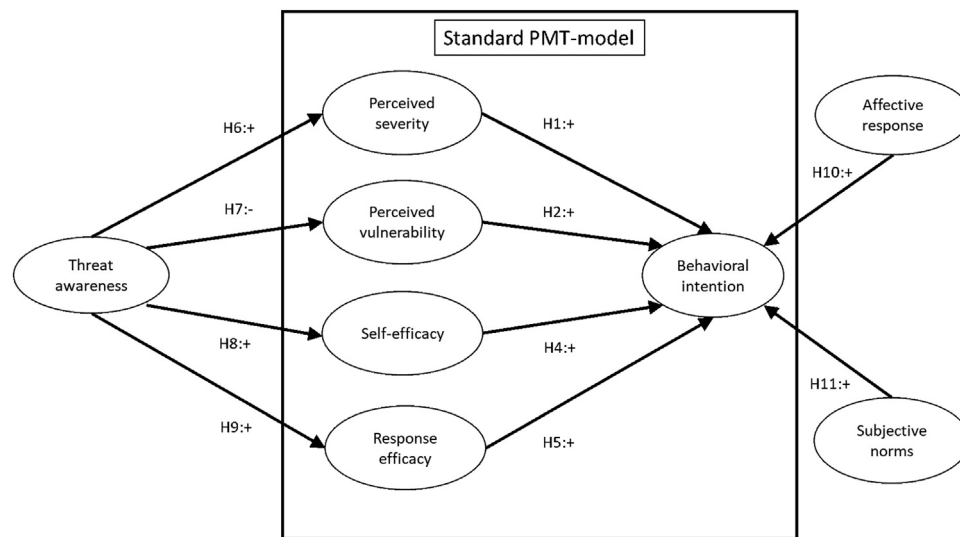 Standard PMT-model
Perceived
severity
Affective
response
H6:+
H1:+
H10:+
H7:-
Perceived
vulnerability
H2:+
Threat
awareness
Behavioral
intention
Self-efficacy
H8:+
H4:+
H11:+
H9:+
Response
efficacy
H5:+
Subjective
norms